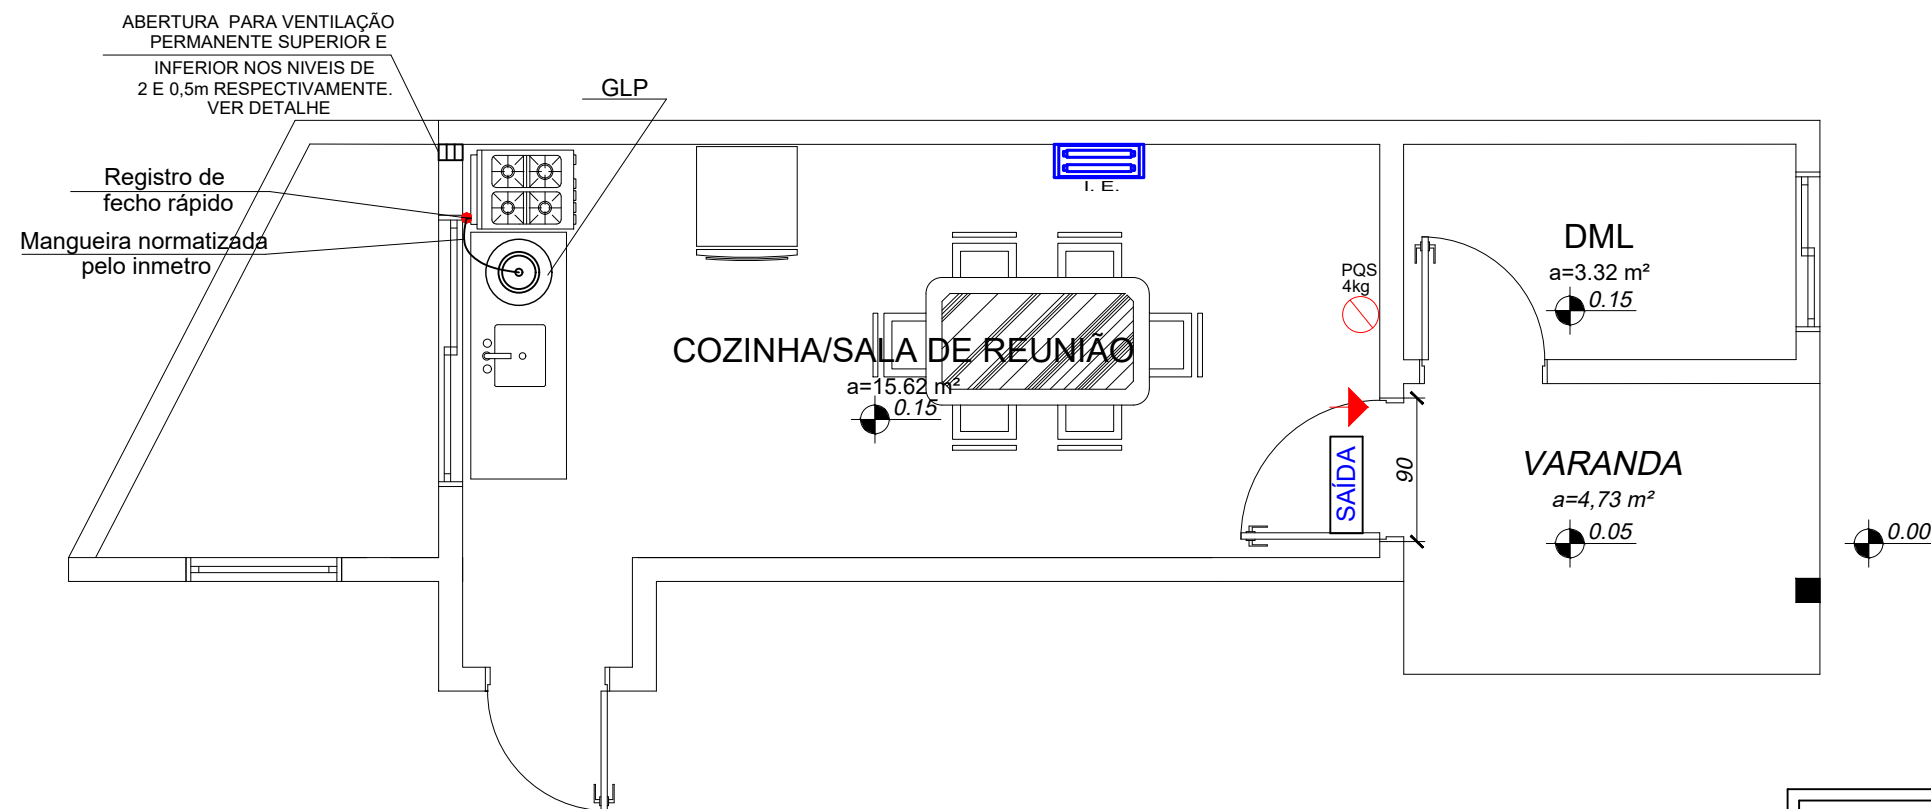 ABERTURA PARA VENTILAÇÃO
PERMANENTE SUPERIOR E
INFERIOR NOS NIVEIS DE
2 E 0,5m RESPECTIVAMENTE.
VER DETALHE
GLP
Registro de
fecho rápido
Mangueira normatizada
pelo inmetro
I. E.
PQS
4kg
DML
a=3.32 m²
0.15
COZINHA/SALA DE REUNIÃO
a=15.62 m²
0.15
SAÍDA
90
VARANDA
a=4,73 m²
0.05
0.00